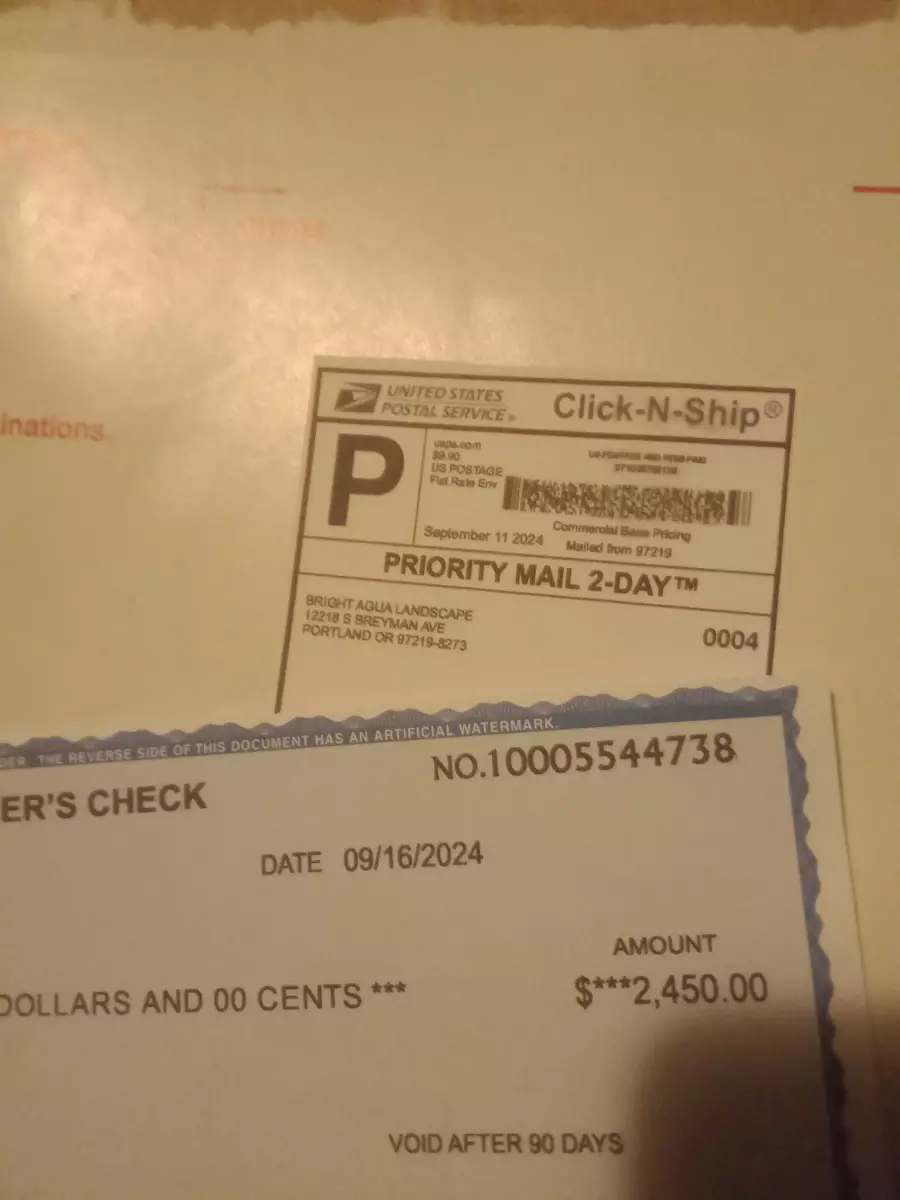 inations.
UNITED STATES
POSTAL SERVICE®
Click-N-Ship®
P
usps.com
$9.90
US POSTAGE
Flat Rate Env
September 11 2024
Commercial Base Pricing
Mailed from 97219
PRIORITY MAIL 2-DAY™
BRIGHT AGUA LANDSCAPE
12218 S BREYMAN AVE
PORTLAND OR 97219-8273
0004
DER. THE REVERSE SIDE OF THIS DOCUMENT HAS AN ARTIFICIAL WATERMARK.
NO.10005544738
ER'S CHECK
DATE 09/16/2024
AMOUNT
DOLLARS AND 00 CENTS ***
$***2,450.00
VOID AFTER 90 DAYS